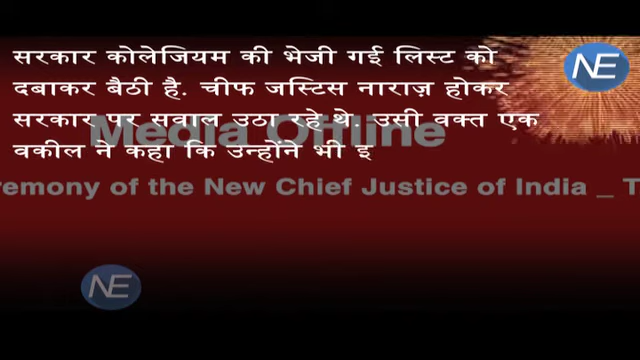 सरकार कोलेजियम की भेजी गई लिस्ट को
दबाकर बैठी है. चीफ जस्टिस नाराज़ होकर
सरकार पर सवाल उठा रहे थे. उसी वक्त एक
वकील ने कहा कि उन्होंने भी इ
Media Offline
remony of the New Chief Justice of India _ T
NE
NE